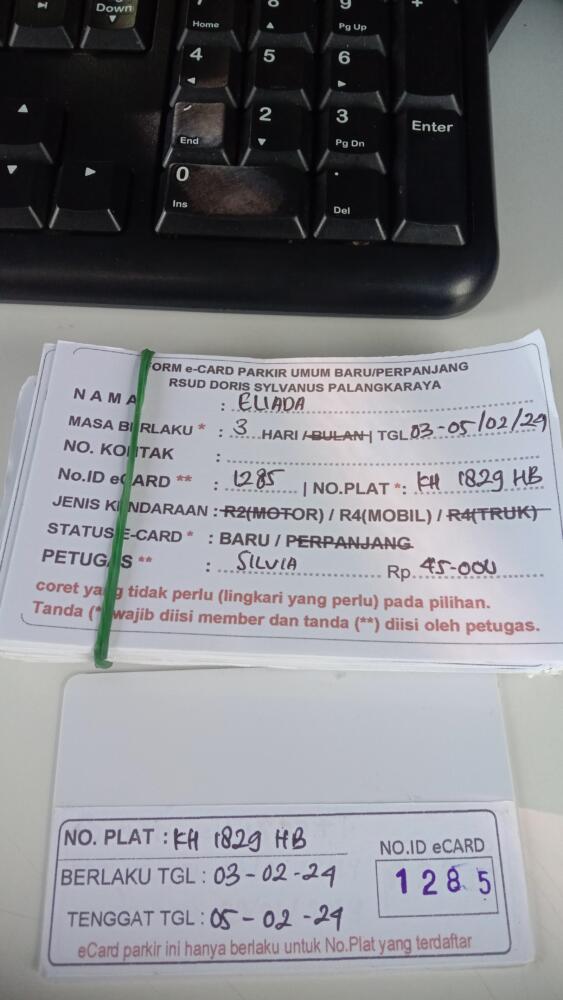 Down
7
Home
8
9
Pg Up
+
4
5
6
End
2
3
Pg Dn
Enter
0
Ins
.
Del
FORM e-CARD PARKIR UMUM BARU/PERPANJANG
RSUD DORIS SYLVANUS PALANGKARAYA
NAMA : ELIADA
MASA BERLAKU * : 3 HARI / BULAN | TGL 03-05/02/24
NO. KONTAK :
No.ID eCARD ** : 1285 | NO.PLAT *: KH 1829 HB
JENIS KENDARAAN : R2(MOTOR) / R4(MOBIL) / R4(TRUK)
STATUS E-CARD * : BARU / PERPANJANG
PETUGAS ** : SILVIA Rp 45-000
coret yang tidak perlu (lingkari yang perlu) pada pilihan.
Tanda (*) wajib diisi member dan tanda (**) diisi oleh petugas.
NO. PLAT : KH 1829 HB
NO.ID eCARD
BERLAKU TGL : 03-02-24
1285
TENGGAT TGL : 05-02-24
eCard parkir ini hanya berlaku untuk No.Plat yang terdaftar